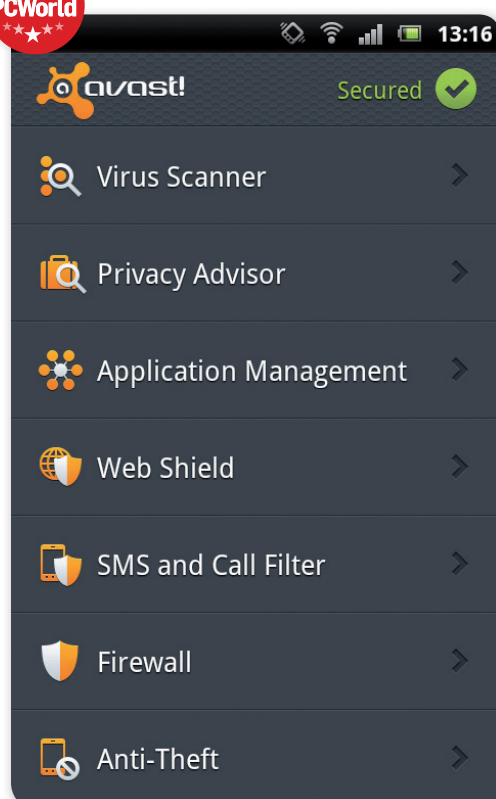 PCWorld
13:16
avast!
Secured
Virus Scanner
Privacy Advisor
Application Management
Web Shield
SMS and Call Filter
Firewall
Anti-Theft